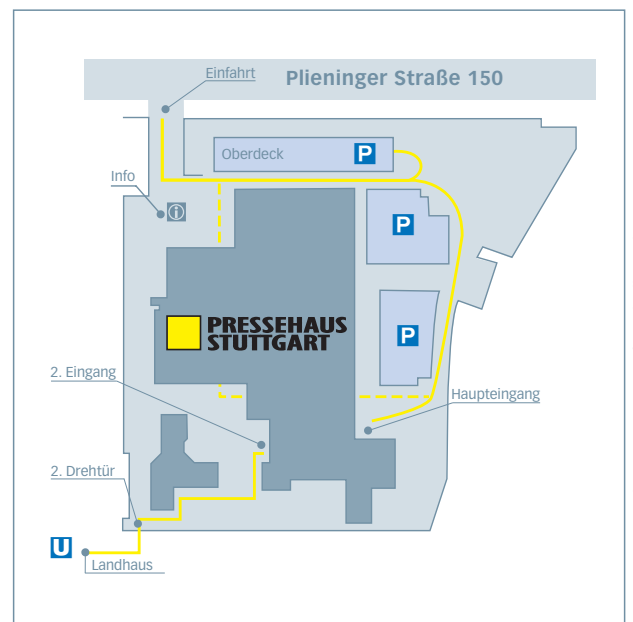 Einfahrt
Plieninger Straße 150
Oberdeck
P
Info
i
P
PRESSEHAUS
STUTTGART
P
2. Eingang
Haupteingang
2. Drehtür
U
Landhaus